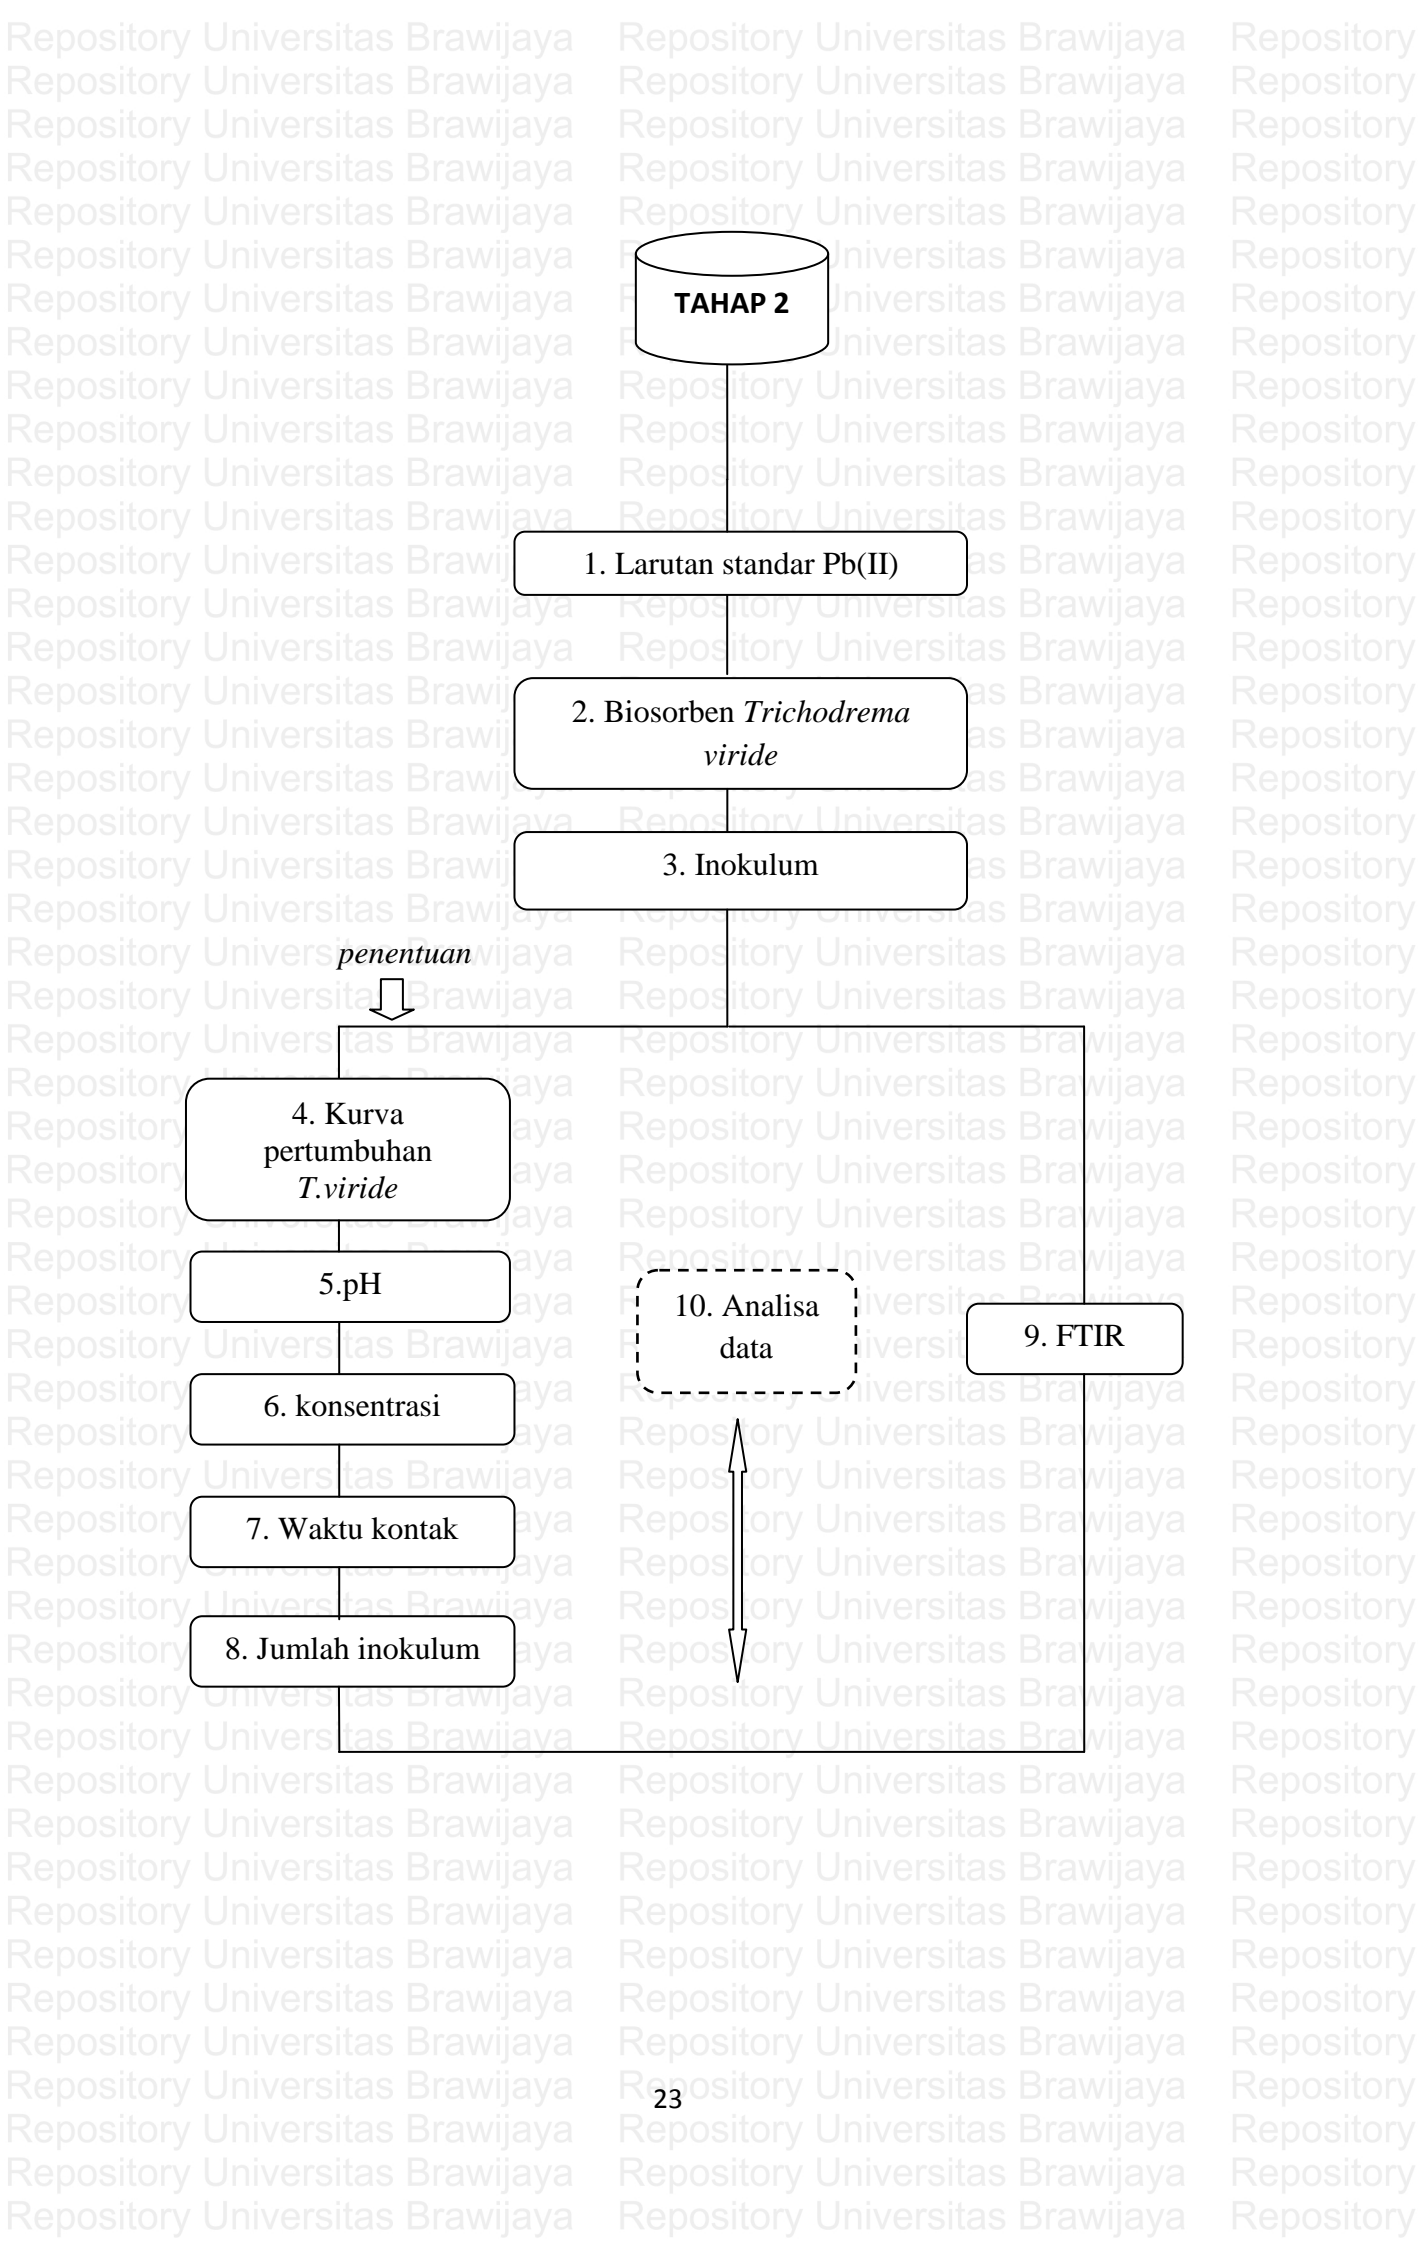 TAHAP 2
1. Larutan standar Pb(II)
2. Biosorben Trichodrema
viride
3. Inokulum
penentuan
4. Kurva
pertumbuhan
T.viride
5.pH
6. konsentrasi
7. Waktu kontak
8. Jumlah inokulum
10. Analisa
data
9. FTIR
23